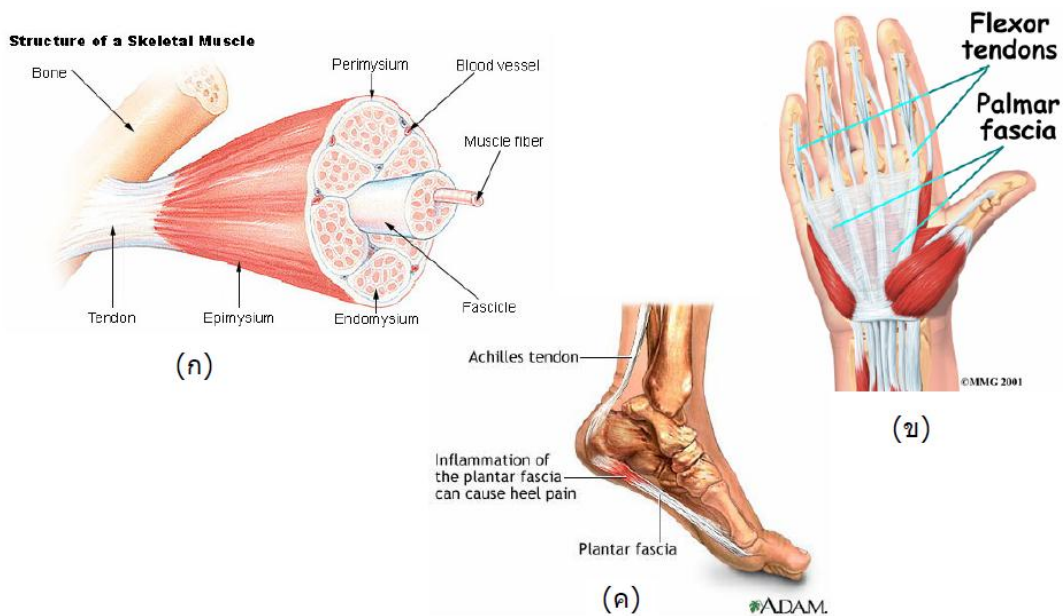 Structure of a Skeletal Muscle
Bone
Perimysium
Blood vessel
Muscle fiber
Tendon
Epimysium
Endomysium
Fascicle
(ก)
Flexor
tendons
Palmar
fascia
©MMG 2001
(ข)
Achilles tendon
Inflammation of
the plantar fascia
can cause heel pain
Plantar fascia
(ค)
ADAM.